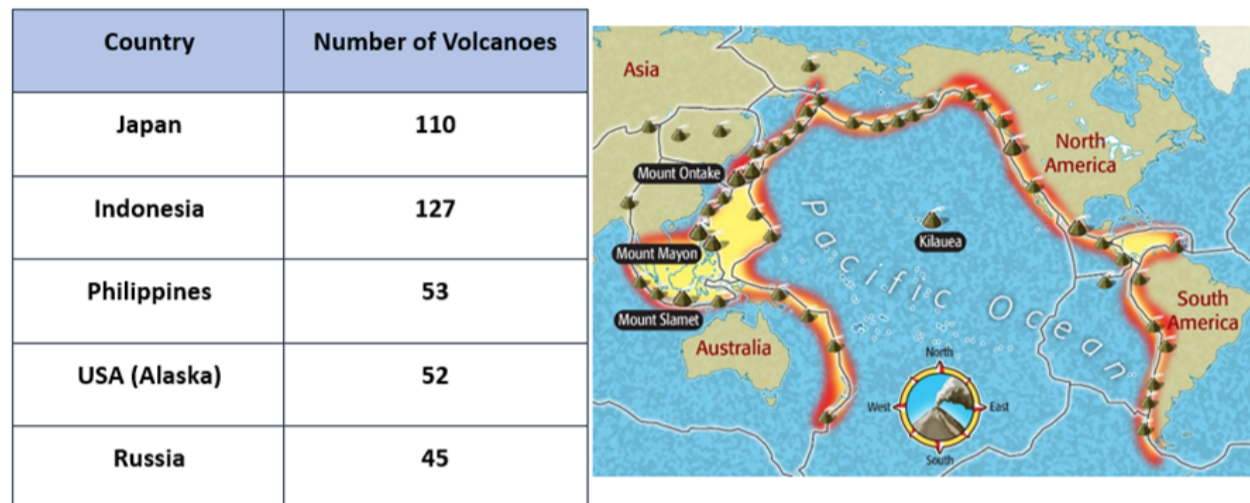 Country Number of Volcanoes
Japan 110
Indonesia 127
Philippines 53
USA (Alaska) 52
Russia 45
Asia
North
America
Mount Ontake
Pacific Ocean
Kilauea
Mount Mayon
Mount Slamet
South
America
Australia
North
West
East
South